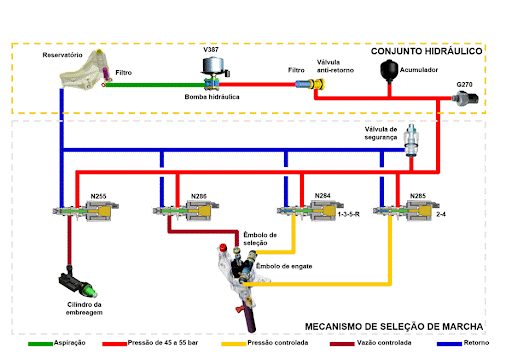 CONJUNTO HIDRÁULICO
Reservatório
Filtro
V387
Bomba hidráulica
Filtro
Válvula
anti-retorno
Acumulador
G270
Válvula de
segurança
N255
N286
N284
1-3-5-R
N285
2-4
Êmbolo de
seleção
Êmbolo de engate
Cilindro da
embreagem
MECANISMO DE SELEÇÃO DE MARCHA
Aspiração
Pressão de 45 a 55 bar
Pressão controlada
Vazão controlada
Retorno